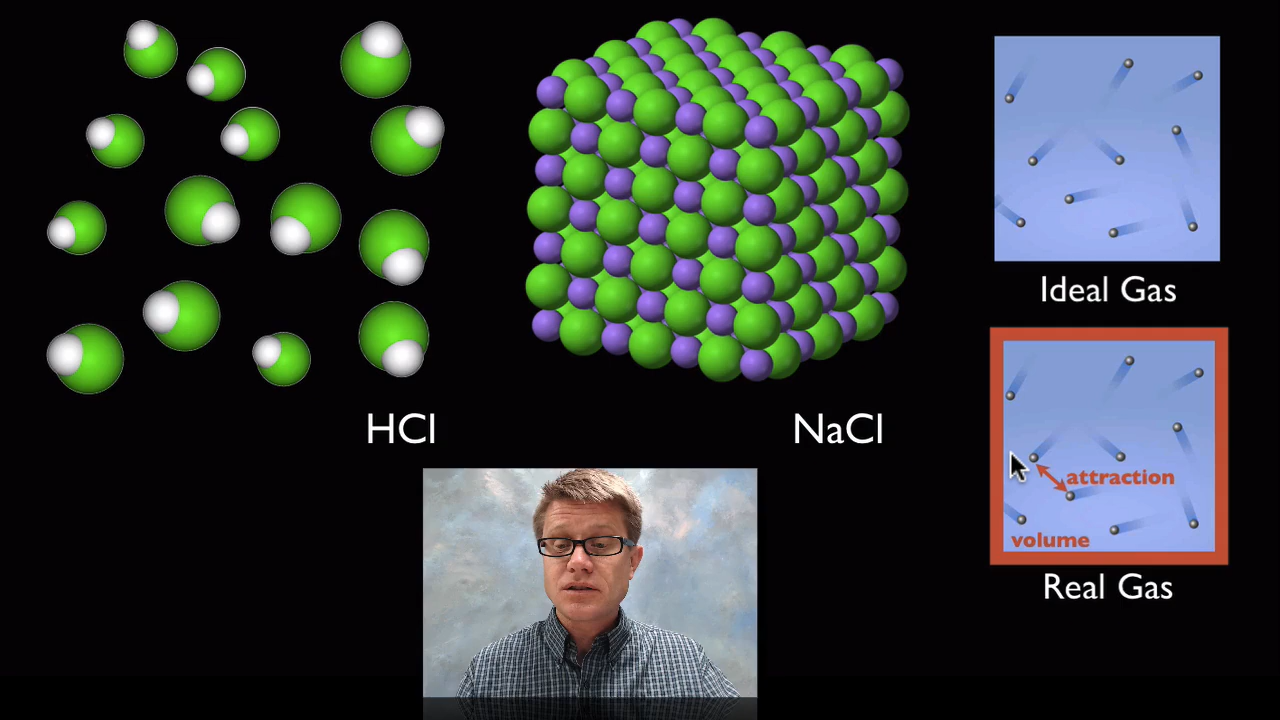 HCl
NaCl
Ideal Gas
attraction
volume
Real Gas